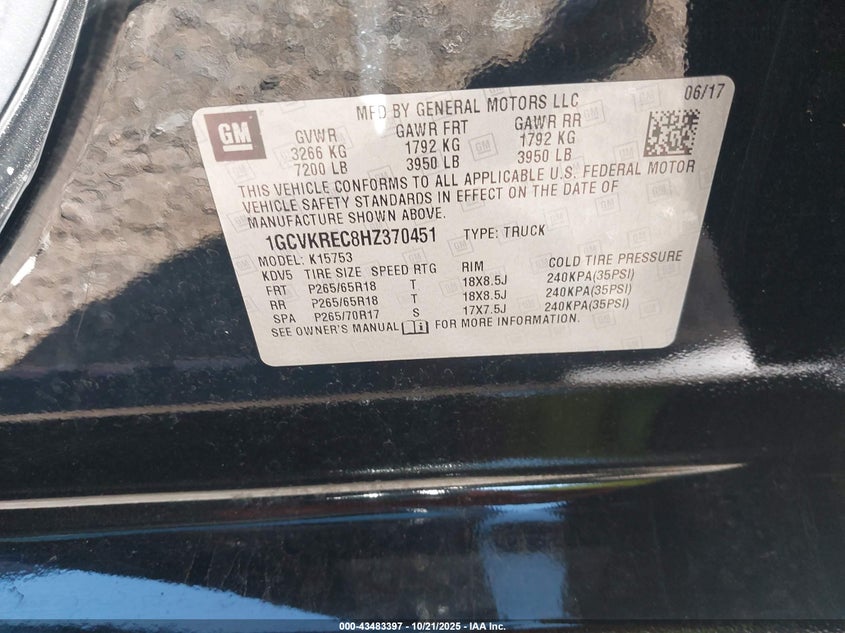 MFD BY GENERAL MOTORS LLC 06/17
GM
GVWR GAWR FRT GAWR RR
3266 KG 1792 KG 1792 KG
7200 LB 3950 LB 3950 LB
THIS VEHICLE CONFORMS TO ALL APPLICABLE U.S. FEDERAL MOTOR
VEHICLE SAFETY STANDARDS IN EFFECT ON THE DATE OF
MANUFACTURE SHOWN ABOVE.
1GCVKREC8HZ370451 TYPE: TRUCK
MODEL: K15753
KDV5 TIRE SIZE SPEED RTG RIM COLD TIRE PRESSURE
FRT P265/65R18 T 18X8.5J 240KPA(35PSI)
RR P265/65R18 T 18X8.5J 240KPA(35PSI)
SPA P265/70R17 S 17X7.5J 240KPA(35PSI)
SEE OWNER'S MANUAL FOR MORE INFORMATION.
000-43483397 - 10/21/2025 - IAA Inc.